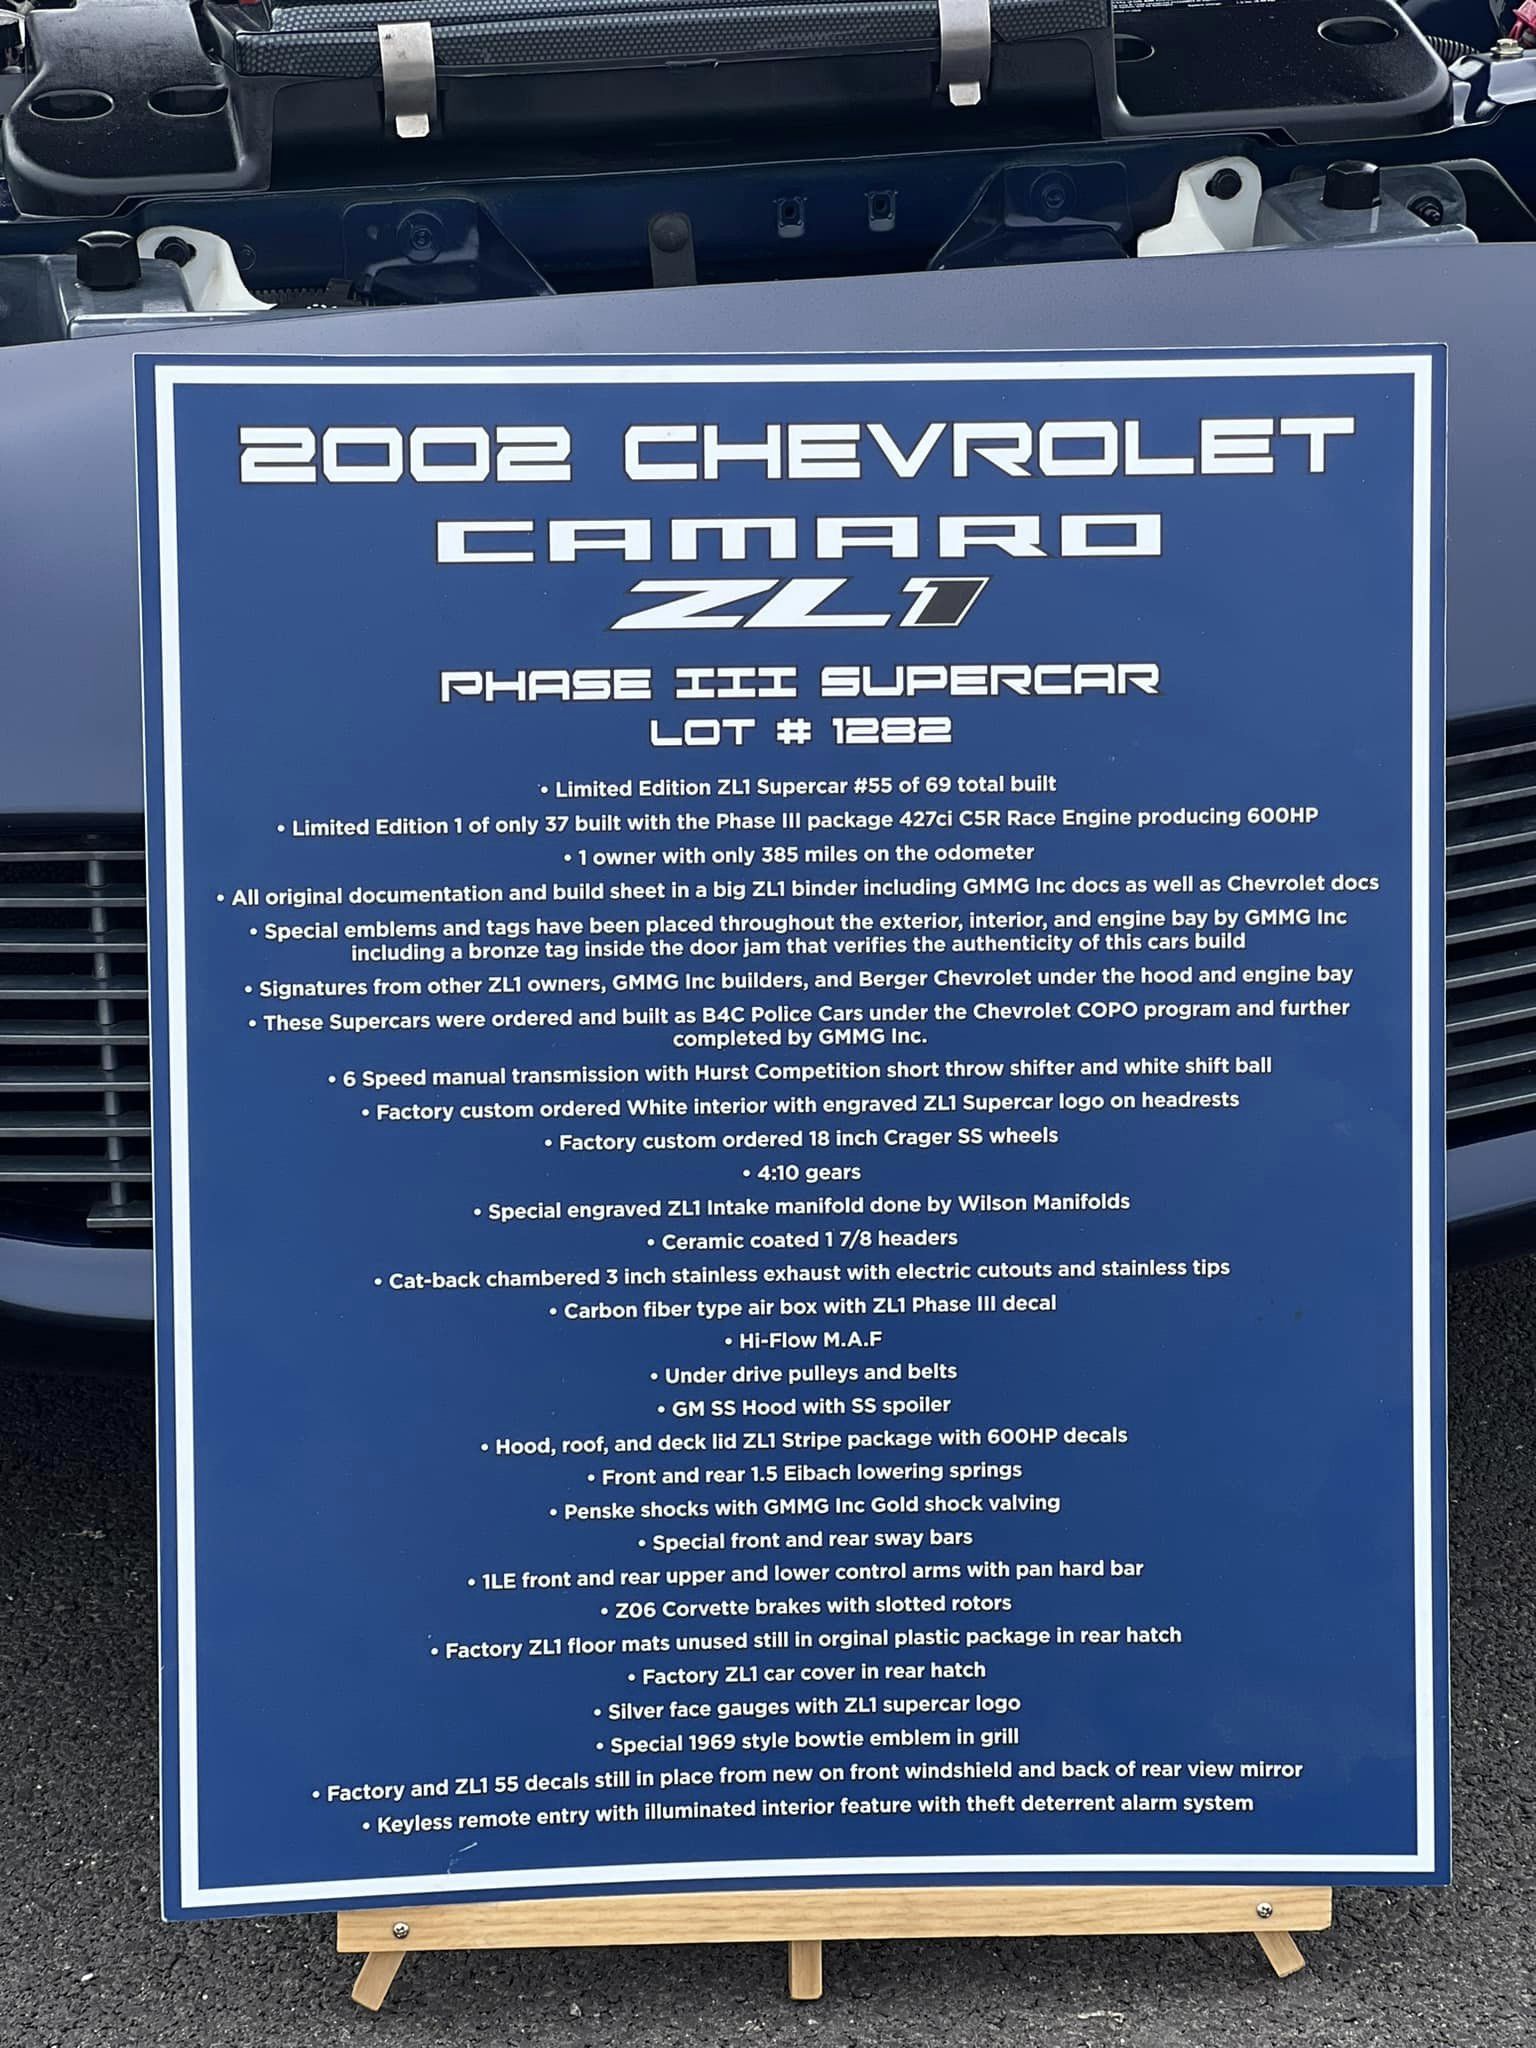 2002 CHEVROLET
CAMARO
ZL1
PHASE III SUPERCAR
LOT # 1282
• Limited Edition ZL1 Supercar #55 of 69 total built
• Limited Edition 1 of only 37 built with the Phase III package 427ci C5R Race Engine producing 600HP
• 1 owner with only 385 miles on the odometer
• All original documentation and build sheet in a big ZL1 binder including GMMG Inc docs as well as Chevrolet docs
• Special emblems and tags have been placed throughout the exterior, interior, and engine bay by GMMG Inc
including a bronze tag inside the door jam that verifies the authenticity of this cars build
• Signatures from other ZL1 owners, GMMG Inc builders, and Berger Chevrolet under the hood and engine bay
• These Supercars were ordered and built as B4C Police Cars under the Chevrolet COPO program and further
completed by GMMG Inc.
• 6 Speed manual transmission with Hurst Competition short throw shifter and white shift ball
• Factory custom ordered White interior with engraved ZL1 Supercar logo on headrests
• Factory custom ordered 18 inch Crager SS wheels
• 4:10 gears
• Special engraved ZL1 Intake manifold done by Wilson Manifolds
• Ceramic coated 1 7/8 headers
• Cat-back chambered 3 inch stainless exhaust with electric cutouts and stainless tips
• Carbon fiber type air box with ZL1 Phase III decal
• Hi-Flow M.A.F
• Under drive pulleys and belts
• GM SS Hood with SS spoiler
• Hood, roof, and deck lid ZL1 Stripe package with 600HP decals
• Front and rear 1.5 Eibach lowering springs
• Penske shocks with GMMG Inc Gold shock valving
• Special front and rear sway bars
• 1LE front and rear upper and lower control arms with pan hard bar
• Z06 Corvette brakes with slotted rotors
• Factory ZL1 floor mats unused still in orginal plastic package in rear hatch
• Factory ZL1 car cover in rear hatch
• Silver face gauges with ZL1 supercar logo
• Special 1969 style bowtie emblem in grill
• Factory and ZL1 55 decals still in place from new on front windshield and back of rear view mirror
• Keyless remote entry with illuminated interior feature with theft deterrent alarm system